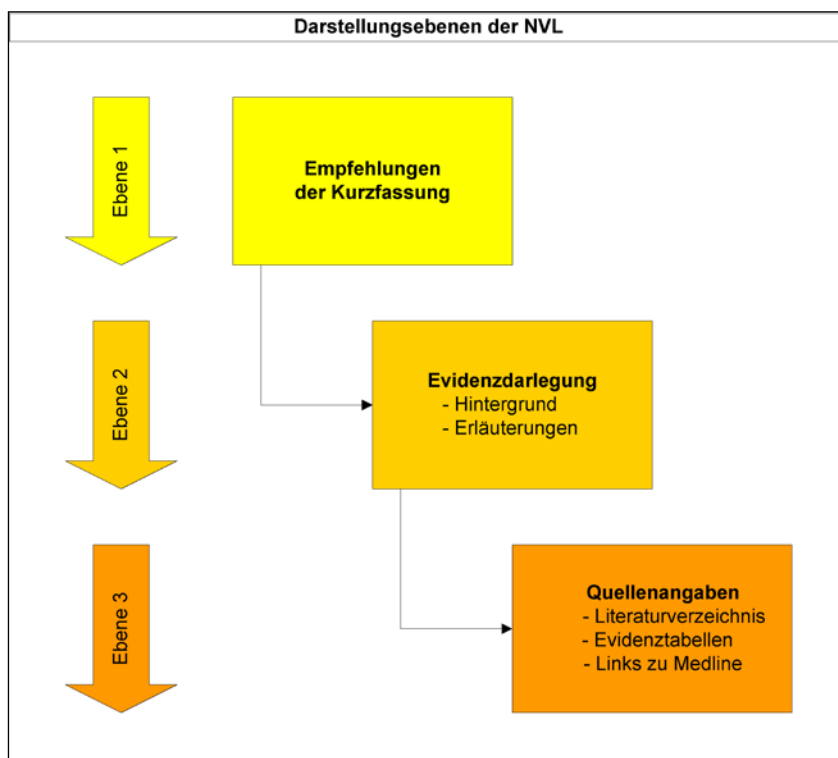 Darstellungsebenen der NVL
Ebene 1
Empfehlungen
der Kurzfassung
Ebene 2
Evidenzdarlegung
- Hintergrund
- Erläuterungen
Ebene 3
Quellenangaben
- Literaturverzeichnis
- Evidenztabellen
- Links zu Medline